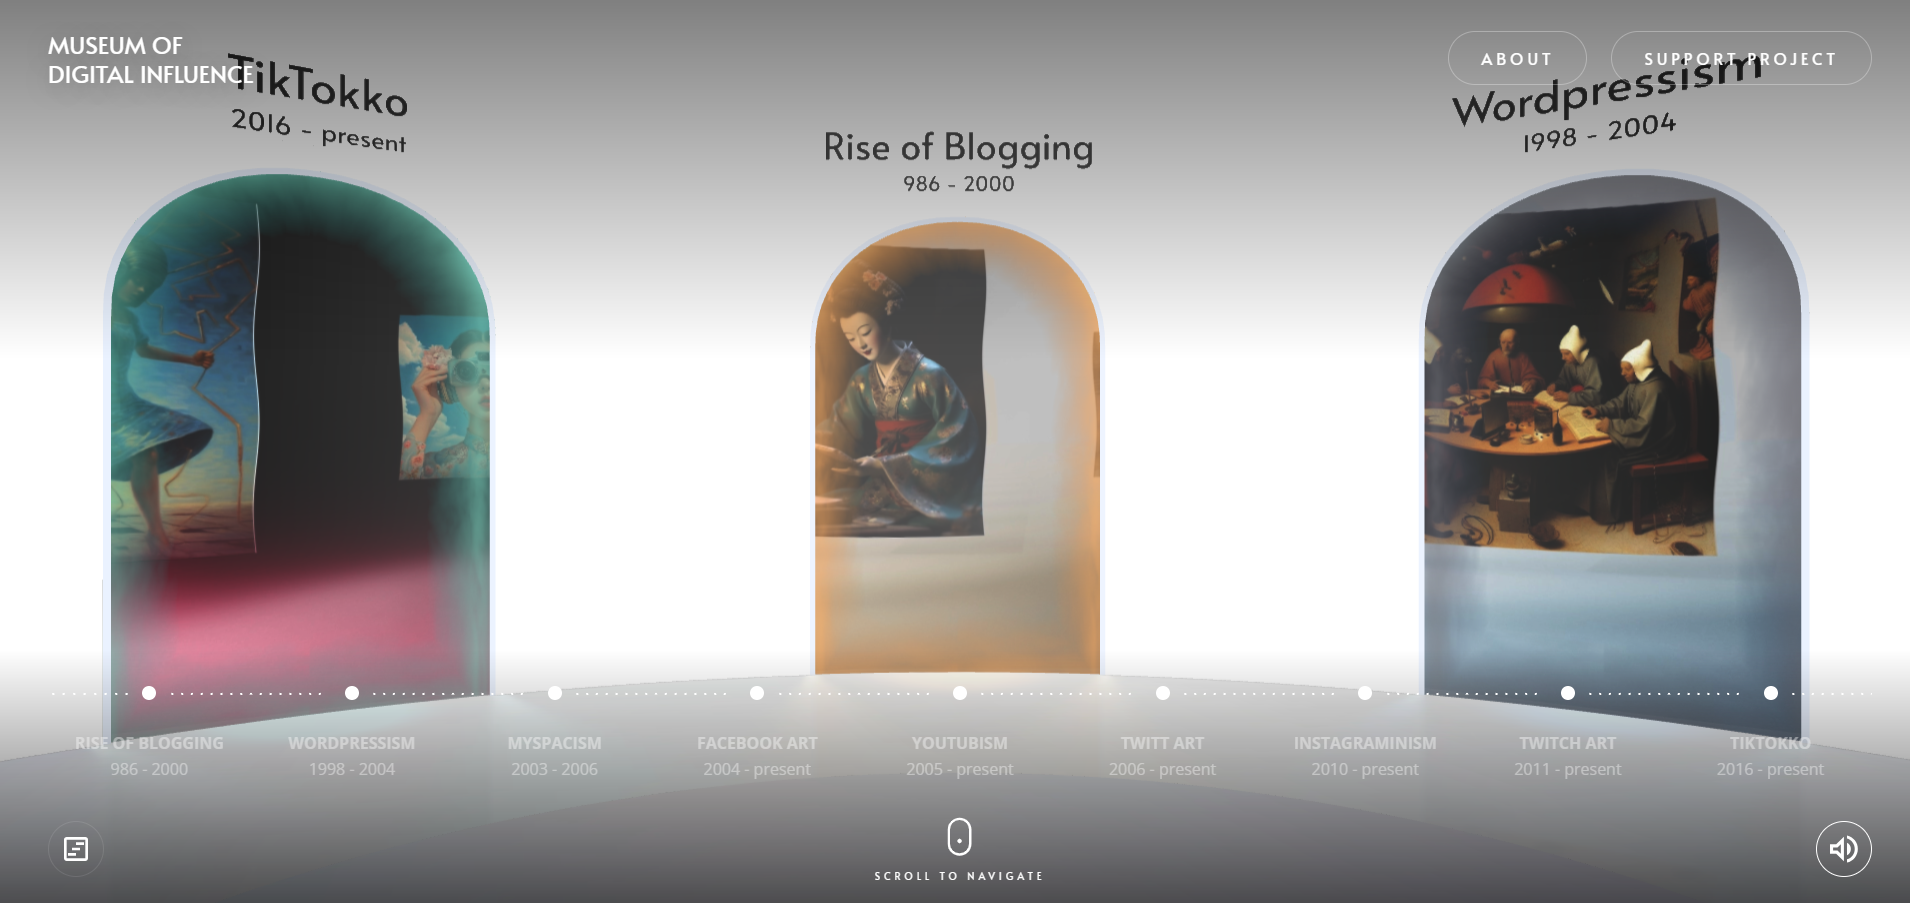 MUSEUM OF
DIGITAL INFLUENCE
ABOUT
SUPPORT PROJECT
TikTokko
2016 - present
Rise of Blogging
986 - 2000
Wordpressism
1998 - 2004
RISE OF BLOGGING
986 - 2000
WORDPRESSISM
1998 - 2004
MYSPACISM
2003 - 2006
FACEBOOK ART
2004 - present
YOUTUBISM
2005 - present
TWITT ART
2006 - present
INSTAGRAMINISM
2010 - present
TWITCH ART
2011 - present
TIKTOKKO
2016 - present
SCROLL TO NAVIGATE